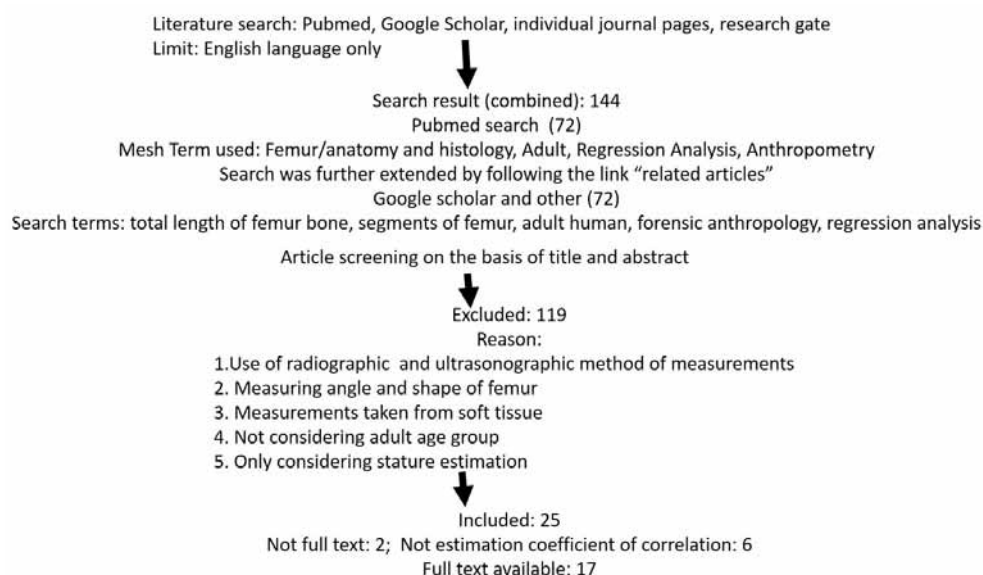 Literature search: Pubmed, Google Scholar, individual journal pages, research gate
Limit: English language only
Search result (combined): 144
Pubmed search (72)
Mesh Term used: Femur/anatomy and histology, Adult, Regression Analysis, Anthropometry
Search was further extended by following the link "related articles"
Google scholar and other (72)
Search terms: total length of femur bone, segments of femur, adult human, forensic anthropology, regression analysis
Article screening on the basis of title and abstract
Excluded: 119
Reason:
1.Use of radiographic and ultrasonographic method of measurements
2. Measuring angle and shape of femur
3. Measurements taken from soft tissue
4. Not considering adult age group
5. Only considering stature estimation
Included: 25
Not full text: 2; Not estimation coefficient of correlation: 6
Full text available: 17